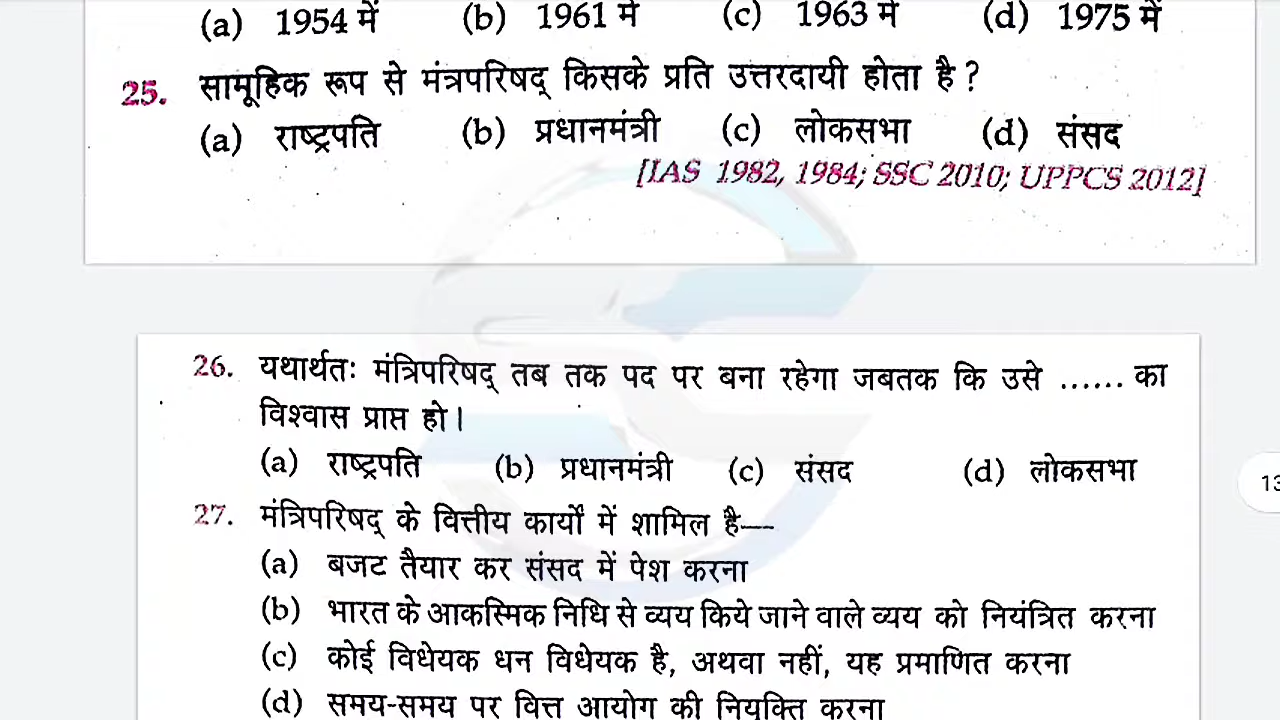 (a) 1954 में (b) 1961 में (c) 1963 में (d) 1975 में
25. सामूहिक रूप से मंत्रपरिषद् किसके प्रति उत्तरदायी होता है?
(a) राष्ट्रपति (b) प्रधानमंत्री (c) लोकसभा (d) संसद
[IAS 1982, 1984; SSC 2010; UPPCS 2012]
26. यथार्थतः मंत्रिपरिषद् तब तक पद पर बना रहेगा जबतक कि उसे ...... का
विश्वास प्राप्त हो।
(a) राष्ट्रपति (b) प्रधानमंत्री (c) संसद (d) लोकसभा
13
27. मंत्रिपरिषद् के वित्तीय कार्यों में शामिल है—
(a) बजट तैयार कर संसद में पेश करना
(b) भारत के आकस्मिक निधि से व्यय किये जाने वाले व्यय को नियंत्रित करना
(c) कोई विधेयक धन विधेयक है, अथवा नहीं, यह प्रमाणित करना
(d) समय-समय पर वित्त आयोग की नियुक्ति करना